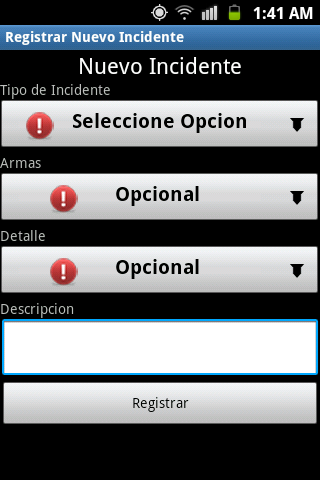 1:41 AM
Registrar Nuevo Incidente
Nuevo Incidente
Tipo de Incidente
Seleccione Opcion
Armas
Opcional
Detalle
Opcional
Descripcion
Registrar